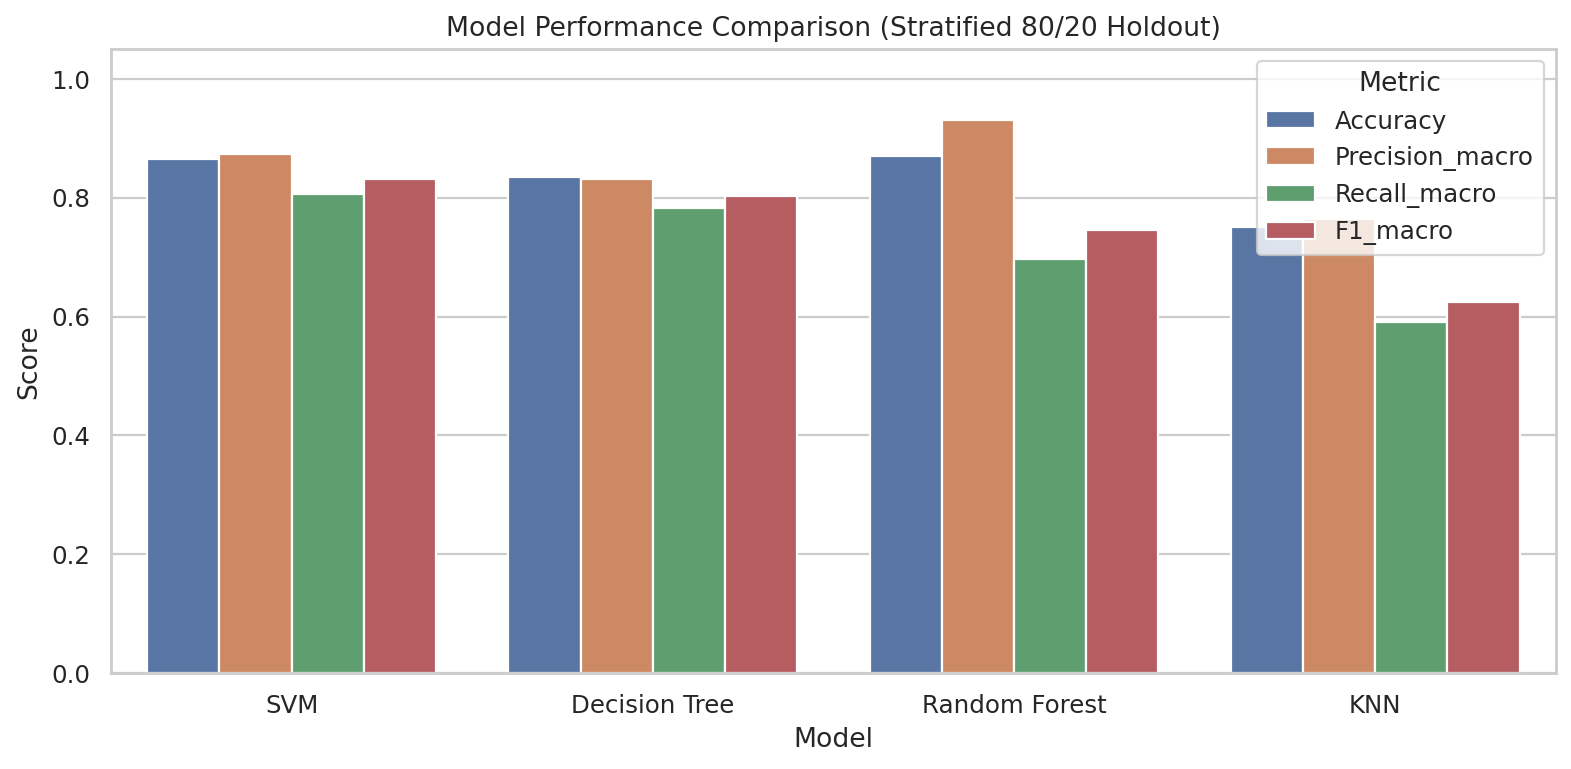 Model Performance Comparison (Stratified 80/20 Holdout)
1.0
0.8
0.6
0.4
0.2
0.0
Score
Metric
Accuracy
Precision_macro
Recall_macro
F1_macro
SVM
Decision Tree
Random Forest
KNN
Model